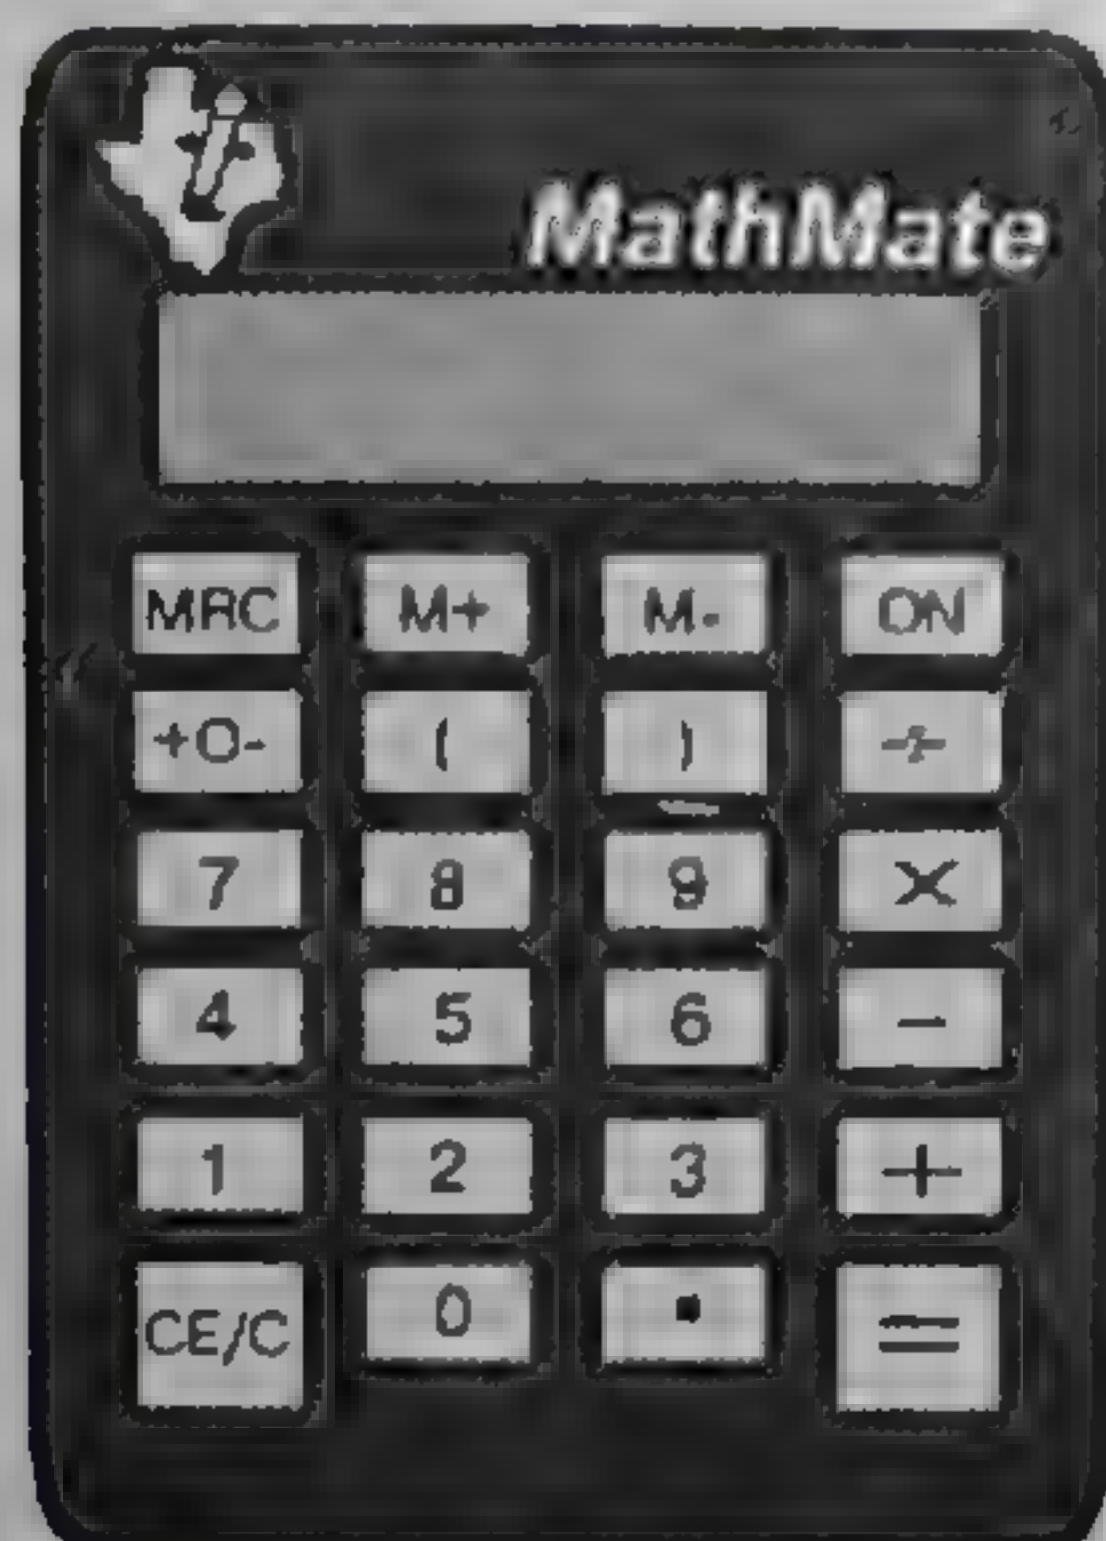 MathMate
MRC M+ M- ON
+O- ( ) ÷
7 8 9 ×
4 5 6 −
1 2 3 +
CE/C 0 . =